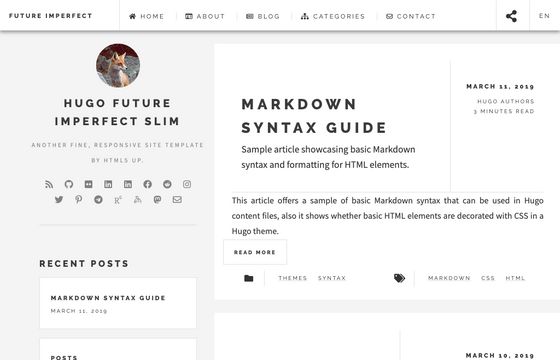 FUTURE IMPERFECT
HOME
ABOUT
BLOG
CATEGORIES
CONTACT
EN
HUGO FUTURE
IMPERFECT SLIM
ANOTHER FINE, RESPONSIVE SITE TEMPLATE
BY HTML5 UP.
RECENT POSTS
MARKDOWN SYNTAX GUIDE
MARCH 11, 2019
POSTS
MARKDOWN
SYNTAX GUIDE
Sample article showcasing basic Markdown
syntax and formatting for HTML elements.
MARCH 11, 2019
HUGO AUTHORS
3 MINUTES READ
This article offers a sample of basic Markdown syntax that can be used in Hugo
content files, also it shows whether basic HTML elements are decorated with CSS in a
Hugo theme.
READ MORE
THEMES SYNTAX
MARKDOWN CSS HTML
MARCH 10, 2019